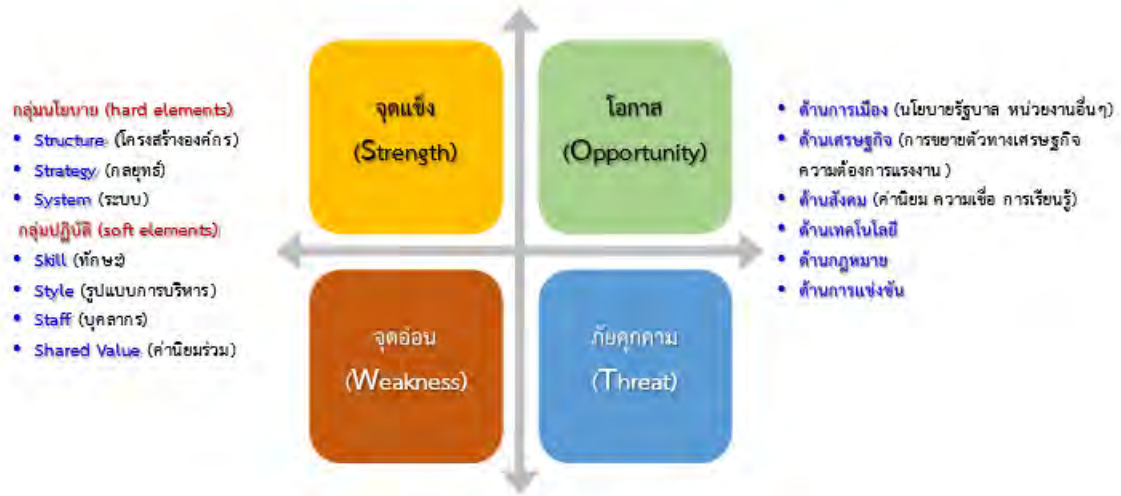 กลุ่มนโยบาย (hard elements)
• Structure (โครงสร้างองค์กร)
• Strategy (กลยุทธ์)
• System (ระบบ)
กลุ่มปฏิบัติ (soft elements)
• Skill (ทักษะ)
• Style (รูปแบบการบริหาร)
• Staff (บุคลากร)
• Shared Value (ค่านิยมร่วม)
จุดแข็ง
(Strength)
โอกาส
(Opportunity)
จุดอ่อน
(Weakness)
ภัยคุกคาม
(Threat)
• ด้านการเมือง (นโยบายรัฐบาล หน่วยงานอื่นๆ)
• ด้านเศรษฐกิจ (การขยายตัวทางเศรษฐกิจ
ความต้องการแรงงาน)
• ด้านสังคม (ค่านิยม ความเชื่อ การเรียนรู้)
• ด้านเทคโนโลยี
• ด้านกฎหมาย
• ด้านการแข่งขัน